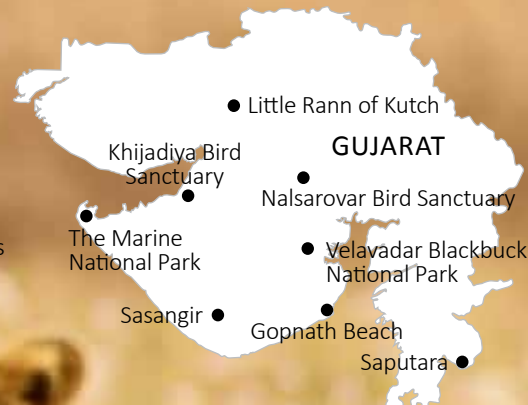 Little Rann of Kutch
GUJARAT
Khijadiya Bird
Sanctuary
Nalsarovar Bird Sanctuary
s
The Marine
National Park
Velavadar Blackbuck
National Park
Sasangir
Gopnath Beach
Saputara